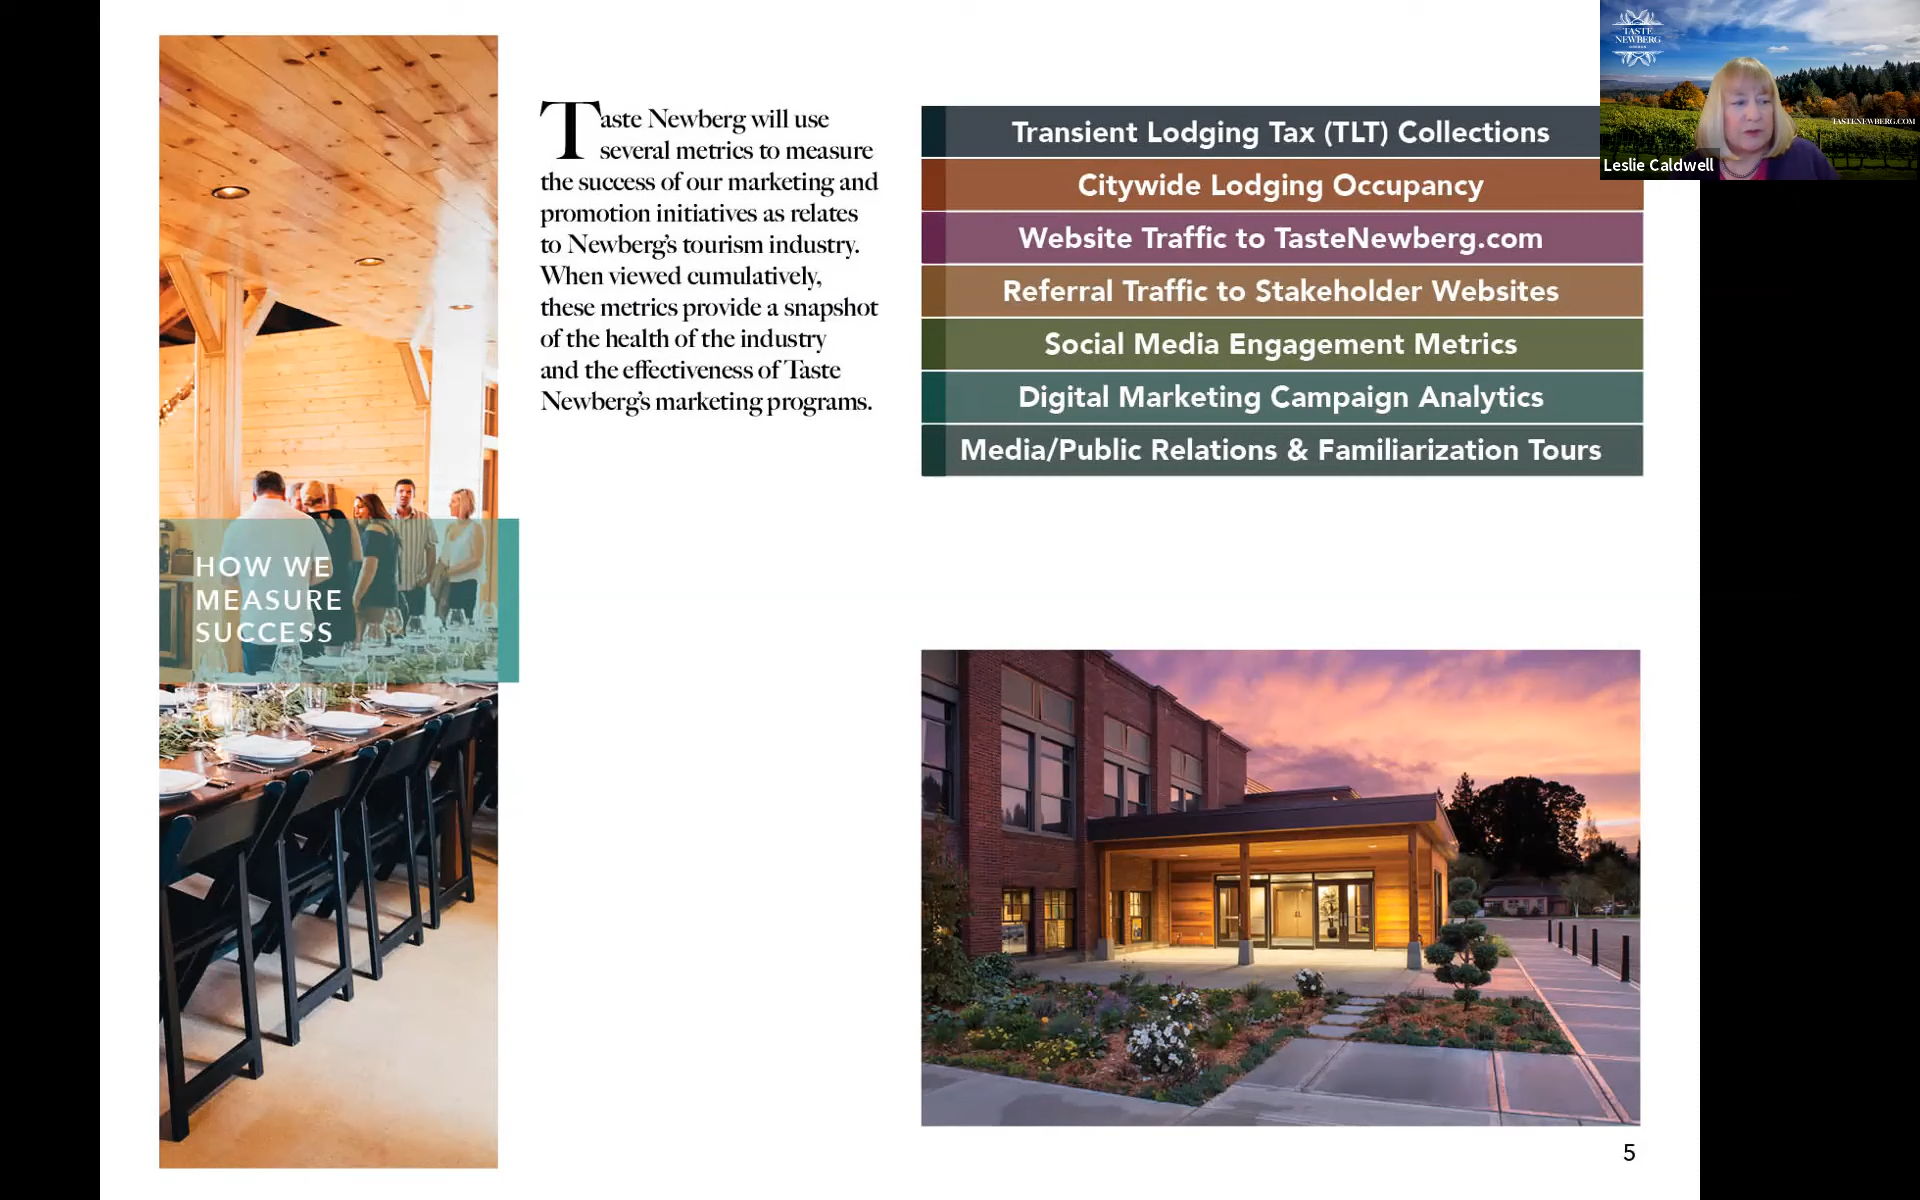 TASTE
NEWBERG
OREGON
TASTENEWBERG.COM
Leslie Caldwell
Taste Newberg will use
several metrics to measure
the success of our marketing and
promotion initiatives as relates
to Newberg's tourism industry.
When viewed cumulatively,
these metrics provide a snapshot
of the health of the industry
and the effectiveness of Taste
Newberg's marketing programs.
Transient Lodging Tax (TLT) Collections
Citywide Lodging Occupancy
Website Traffic to TasteNewberg.com
Referral Traffic to Stakeholder Websites
Social Media Engagement Metrics
Digital Marketing Campaign Analytics
Media/Public Relations & Familiarization Tours
HOW WE
MEASURE
SUCCESS
5